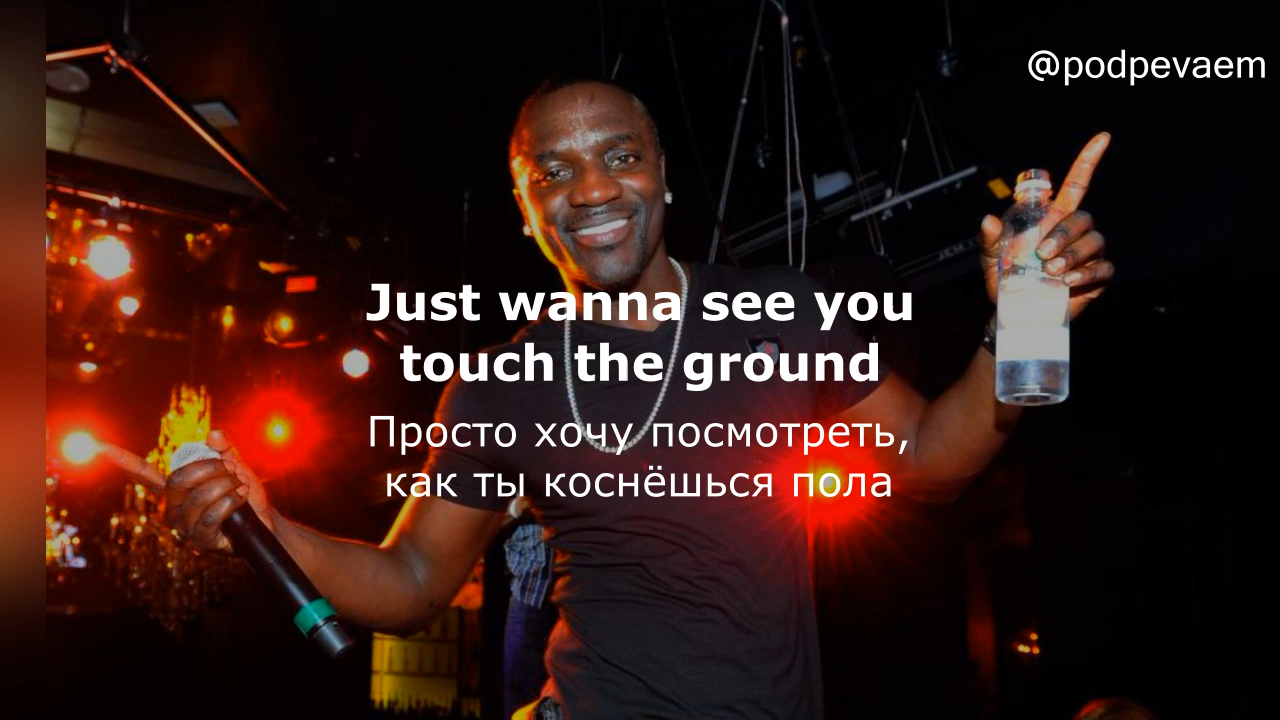 @podpevaem
Just wanna see you
touch the ground
Просто хочу посмотреть,
как ты коснёшься пола